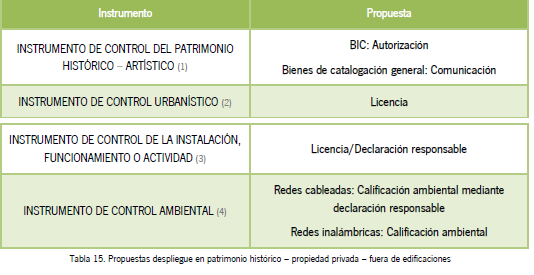 Instrumento
Propuesta
INSTRUMENTO DE CONTROL DEL PATRIMONIO
HISTÓRICO – ARTÍSTICO (1)
BIC: Autorización
Bienes de catalogación general: Comunicación
INSTRUMENTO DE CONTROL URBANÍSTICO (2)
Licencia
INSTRUMENTO DE CONTROL DE LA INSTALACIÓN,
FUNCIONAMIENTO O ACTIVIDAD (3)
Licencia/Declaración responsable
INSTRUMENTO DE CONTROL AMBIENTAL (4)
Redes cableadas: Calificación ambiental mediante
declaración responsable
Redes inalámbricas: Calificación ambiental
Tabla 15. Propuestas despliegue en patrimonio histórico – propiedad privada – fuera de edificaciones